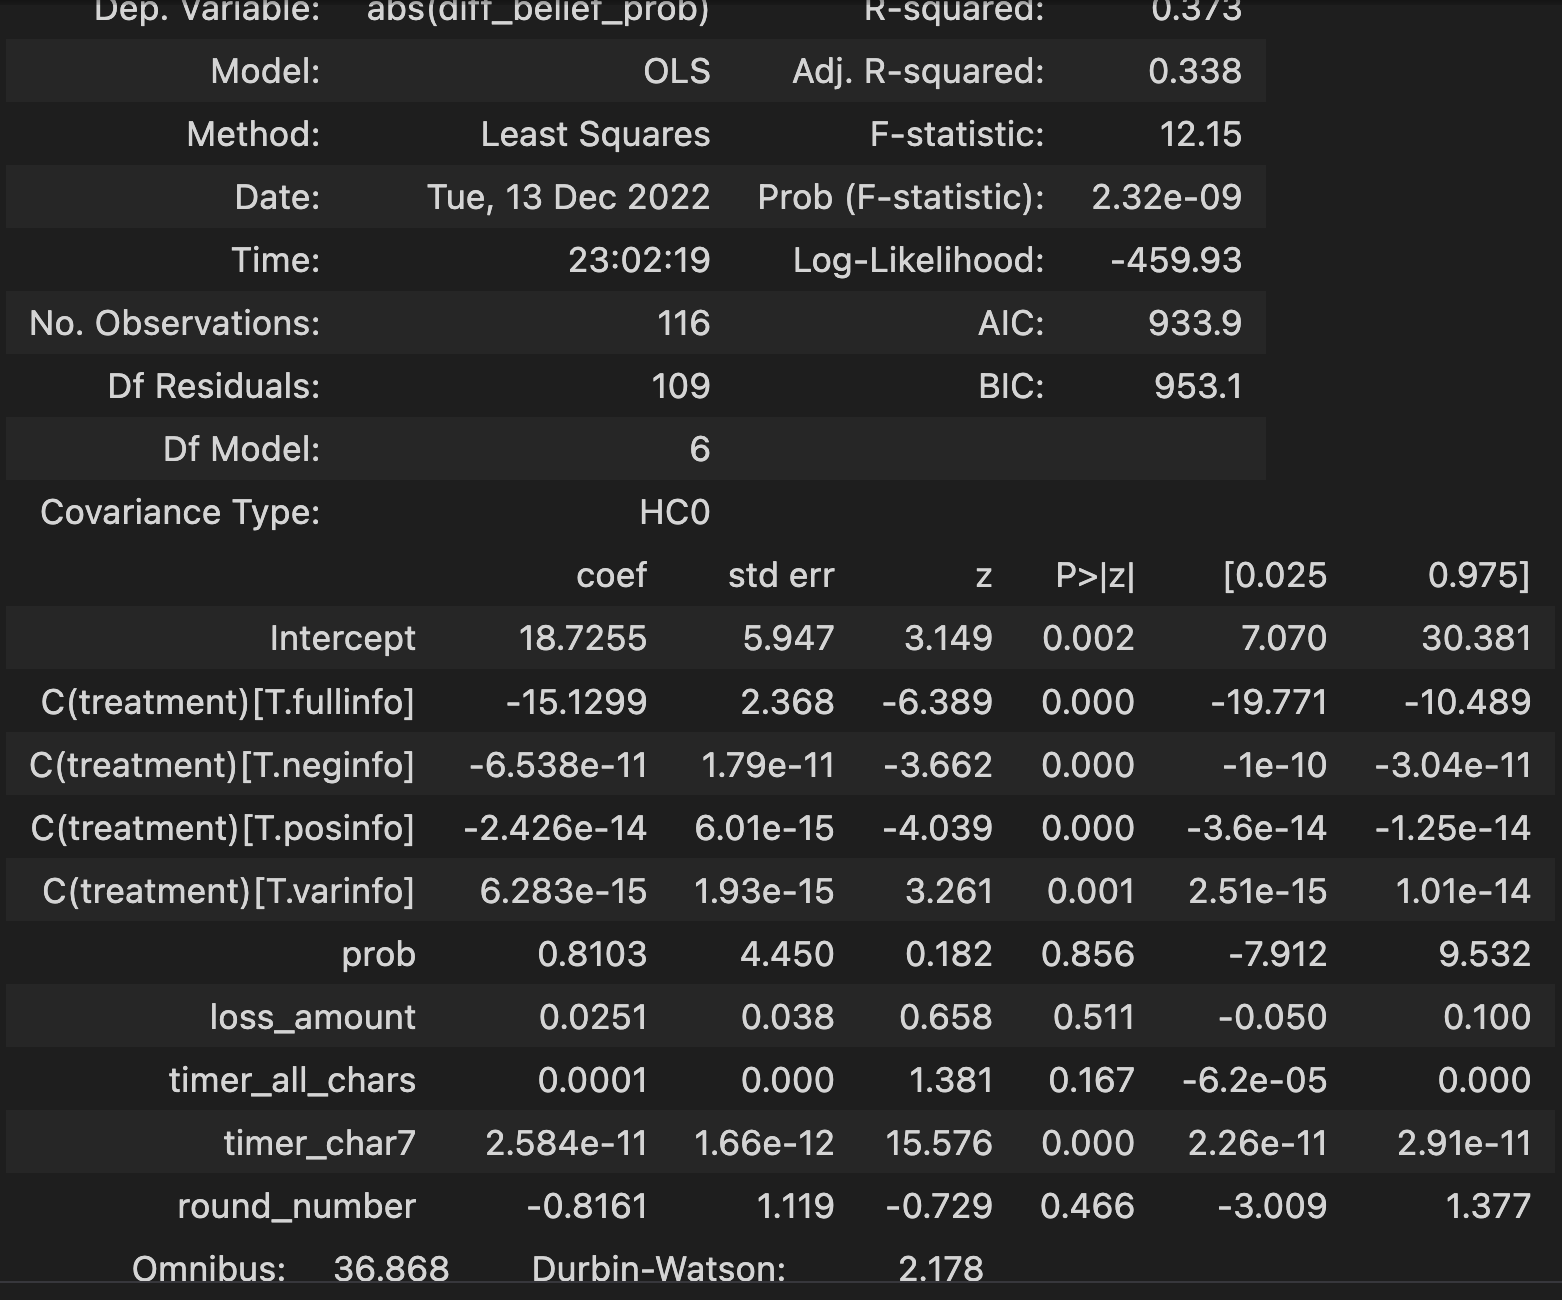 Dep. Variable: abs(diff_belief_prob) R-squared: 0.373
Model: OLS Adj. R-squared: 0.338
Method: Least Squares F-statistic: 12.15
Date: Tue, 13 Dec 2022 Prob (F-statistic): 2.32e-09
Time: 23:02:19 Log-Likelihood: -459.93
No. Observations: 116 AIC: 933.9
Df Residuals: 109 BIC: 953.1
Df Model: 6
Covariance Type: HC0
coef std err z P>|z| [0.025 0.975]
Intercept 18.7255 5.947 3.149 0.002 7.070 30.381
C(treatment)[T.fullinfo] -15.1299 2.368 -6.389 0.000 -19.771 -10.489
C(treatment)[T.neginfo] -6.538e-11 1.79e-11 -3.662 0.000 -1e-10 -3.04e-11
C(treatment)[T.posinfo] -2.426e-14 6.01e-15 -4.039 0.000 -3.6e-14 -1.25e-14
C(treatment)[T.varinfo] 6.283e-15 1.93e-15 3.261 0.001 2.51e-15 1.01e-14
prob 0.8103 4.450 0.182 0.856 -7.912 9.532
loss_amount 0.0251 0.038 0.658 0.511 -0.050 0.100
timer_all_chars 0.0001 0.000 1.381 0.167 -6.2e-05 0.000
timer_char7 2.584e-11 1.66e-12 15.576 0.000 2.26e-11 2.91e-11
round_number -0.8161 1.119 -0.729 0.466 -3.009 1.377
Omnibus: 36.868 Durbin-Watson: 2.178